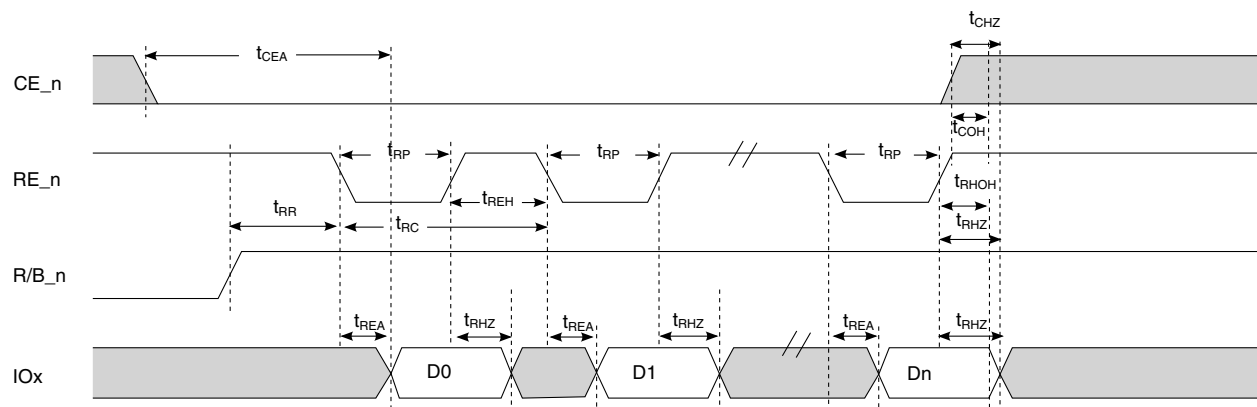 tCHZ
tCEA
CE_n
tCOH
tRP tRP tRP
RE_n
tRHOH
tREH
tRR tRC tRHZ
R/B_n
tREA tRHZ tREA tRHZ tREA tRHZ
IOx D0 D1 Dn